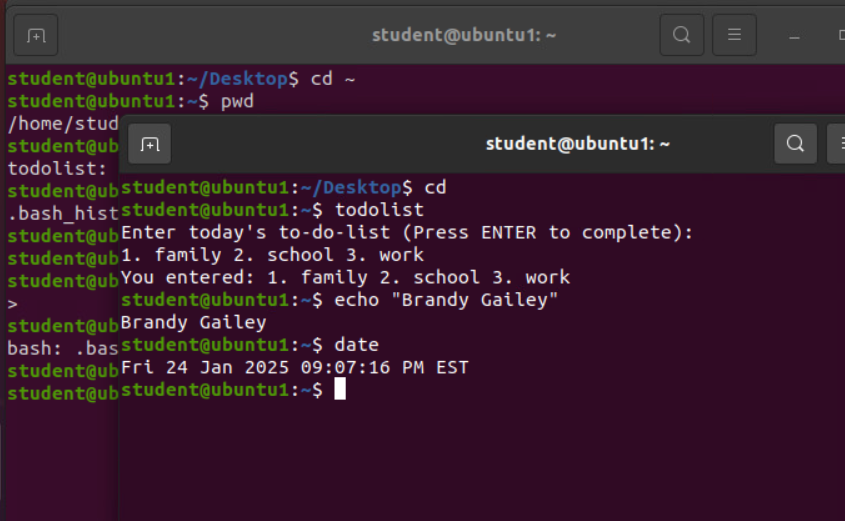 student@ubuntu1: ~
student@ubuntu1:~/Desktop$ cd ~
student@ubuntu1:~$ pwd
/home/stud
student@ub
todolist:
student@ub
.bash_hist
student@ub
student@ub
student@ub
>
student@ub
bash: .bas
student@ub
student@ub
student@ubuntu1: ~
student@ubuntu1:~/Desktop$ cd
student@ubuntu1:~$ todolist
Enter today's to-do-list (Press ENTER to complete):
1. family 2. school 3. work
You entered: 1. family 2. school 3. work
student@ubuntu1:~$ echo "Brandy Gailey"
Brandy Gailey
student@ubuntu1:~$ date
Fri 24 Jan 2025 09:07:16 PM EST
student@ubuntu1:~$